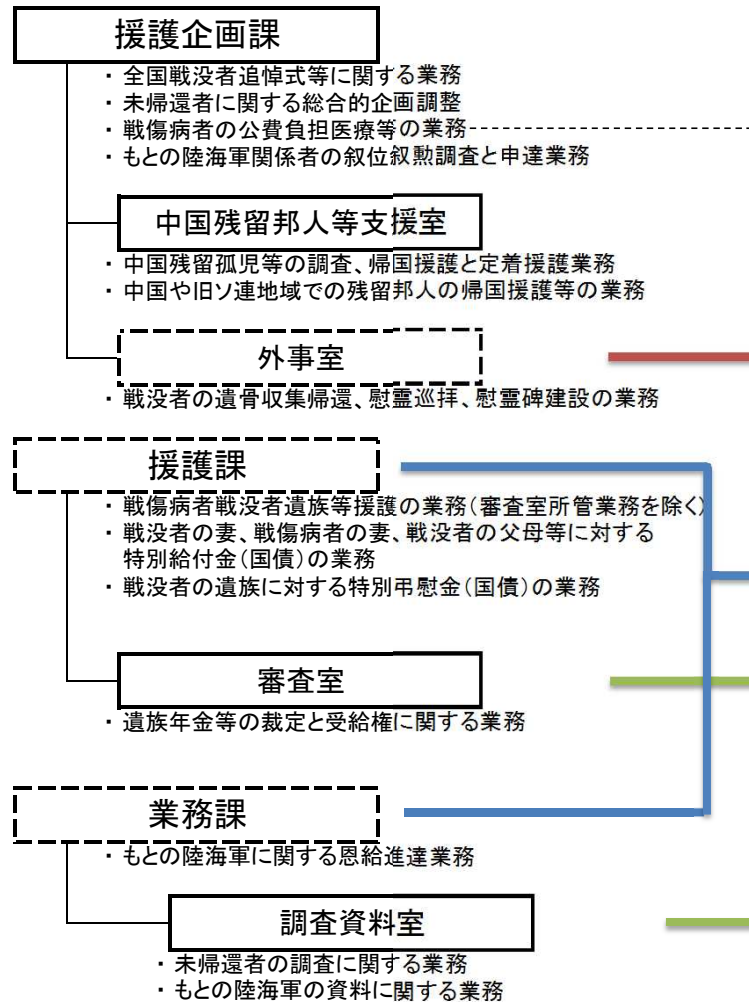 援護企画課
・ 全国戦没者追悼式等に関する業務
・ 未帰還者に関する総合的企画調整
・ 戦傷病者の公費負担医療等の業務
・ もとの陸海軍関係者の叙位叙勲調査と申達業務
中国残留邦人等支援室
・ 中国残留孤児等の調査、帰国援護と定着援護業務
・ 中国や旧ソ連地域での残留邦人の帰国援護等の業務
外事室
・ 戦没者の遺骨収集帰還、慰霊巡拝、慰霊碑建設の業務
援護課
・ 戦傷病者戦没者遺族等援護の業務（審査室所管業務を除く）
・ 戦没者の妻、戦傷病者の妻、戦没者の父母等に対する
特別給付金（国債）の業務
・ 戦没者の遺族に対する特別弔慰金（国債）の業務
審査室
・ 遺族年金等の裁定と受給権に関する業務
業務課
・ もとの陸海軍に関する恩給進達業務
調査資料室
・ 未帰還者の調査に関する業務
・ もとの陸海軍の資料に関する業務